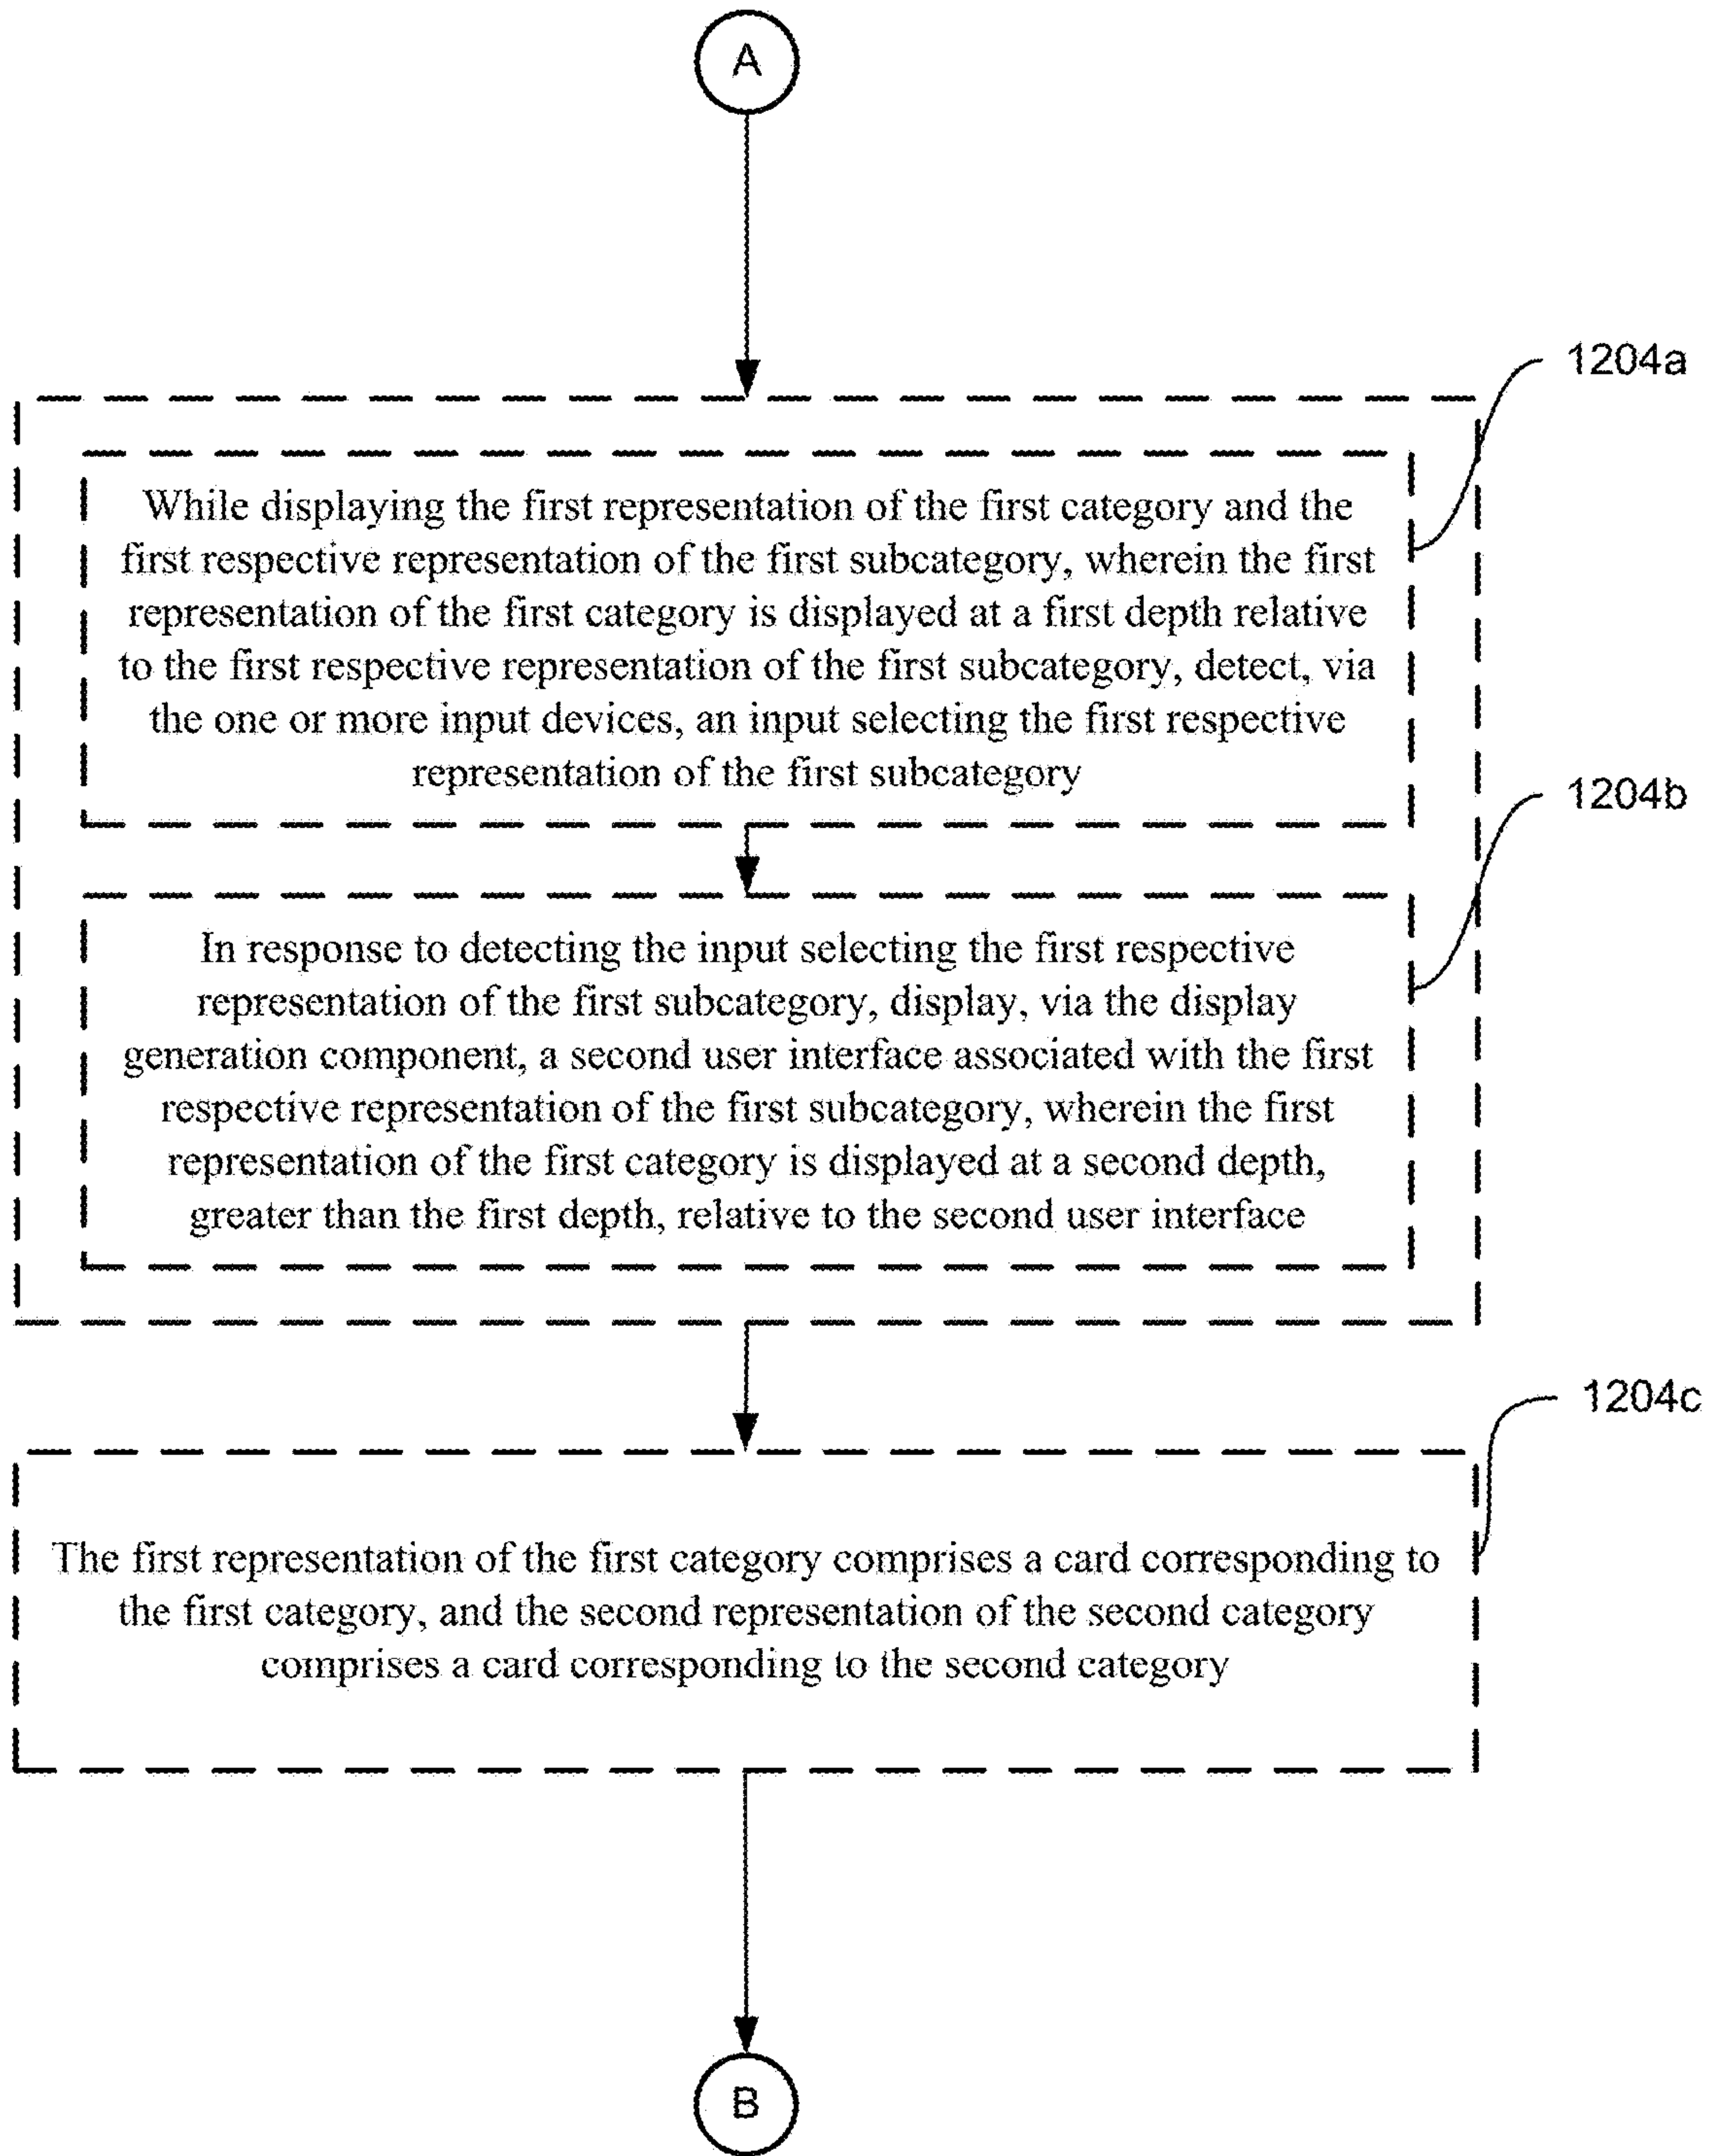 A
1204a
While displaying the first representation of the first category and the
first respective representation of the first subcategory, wherein the first
representation of the first category is displayed at a first depth relative
to the first respective representation of the first subcategory, detect, via
the one or more input devices, an input selecting the first respective
representation of the first subcategory
1204b
In response to detecting the input selecting the first respective
representation of the first subcategory, display, via the display
generation component, a second user interface associated with the first
respective representation of the first subcategory, wherein the first
representation of the first category is displayed at a second depth,
greater than the first depth, relative to the second user interface
1204c
The first representation of the first category comprises a card corresponding to
the first category, and the second representation of the second category
comprises a card corresponding to the second category
B